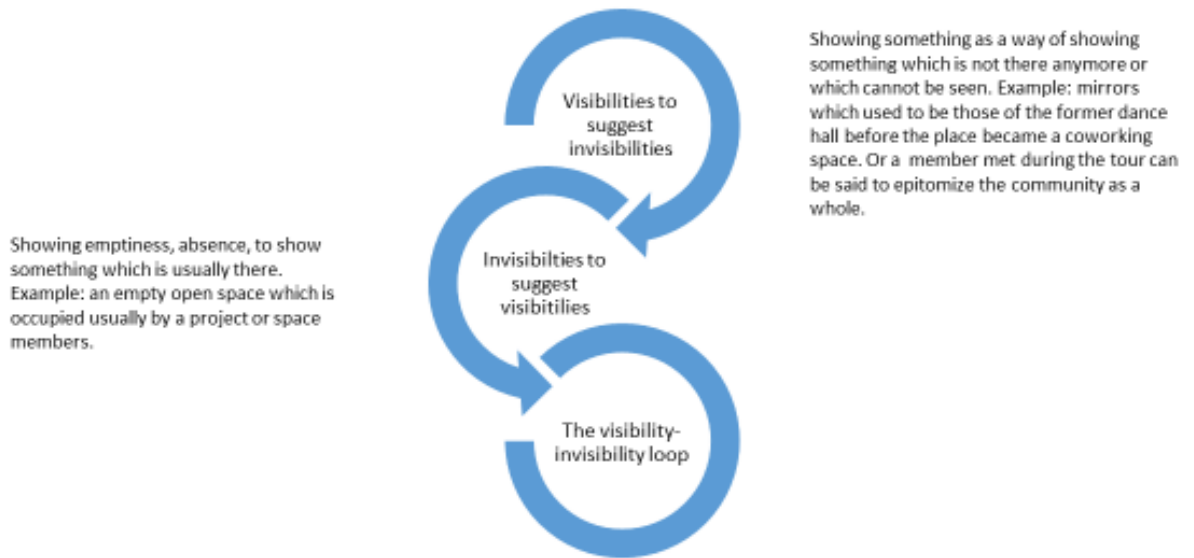 Visibilities to
suggest
invisibilities
Showing something as a way of showing
something which is not there anymore or
which cannot be seen. Example: mirrors
which used to be those of the former dance
hall before the place became a coworking
space. Or a member met during the tour can
be said to epitomize the community as a
whole.
Showing emptiness, absence, to show
something which is usually there.
Example: an empty open space which is
occupied usually by a project or space
members.
Invisibilties to
suggest
visibitilies
The visibility-
invisibility loop